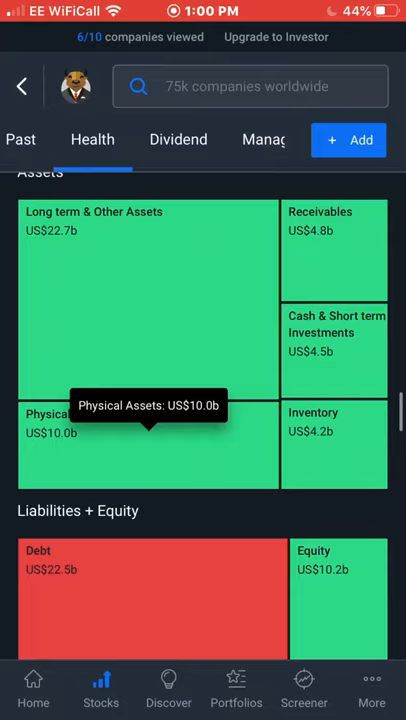 EE WiFiCall 1:00 PM 44%
6/10 companies viewed Upgrade to Investor
75k companies worldwide
Past Health Dividend Manag + Add
Assets
Long term & Other Assets
US$22.7b
Receivables
US$4.8b
Cash & Short term
Investments
US$4.5b
Physical Assets: US$10.0b
Physical
US$10.0b
Inventory
US$4.2b
Liabilities + Equity
Debt
US$22.5b
Equity
US$10.2b
Home Stocks Discover Portfolios Screener More